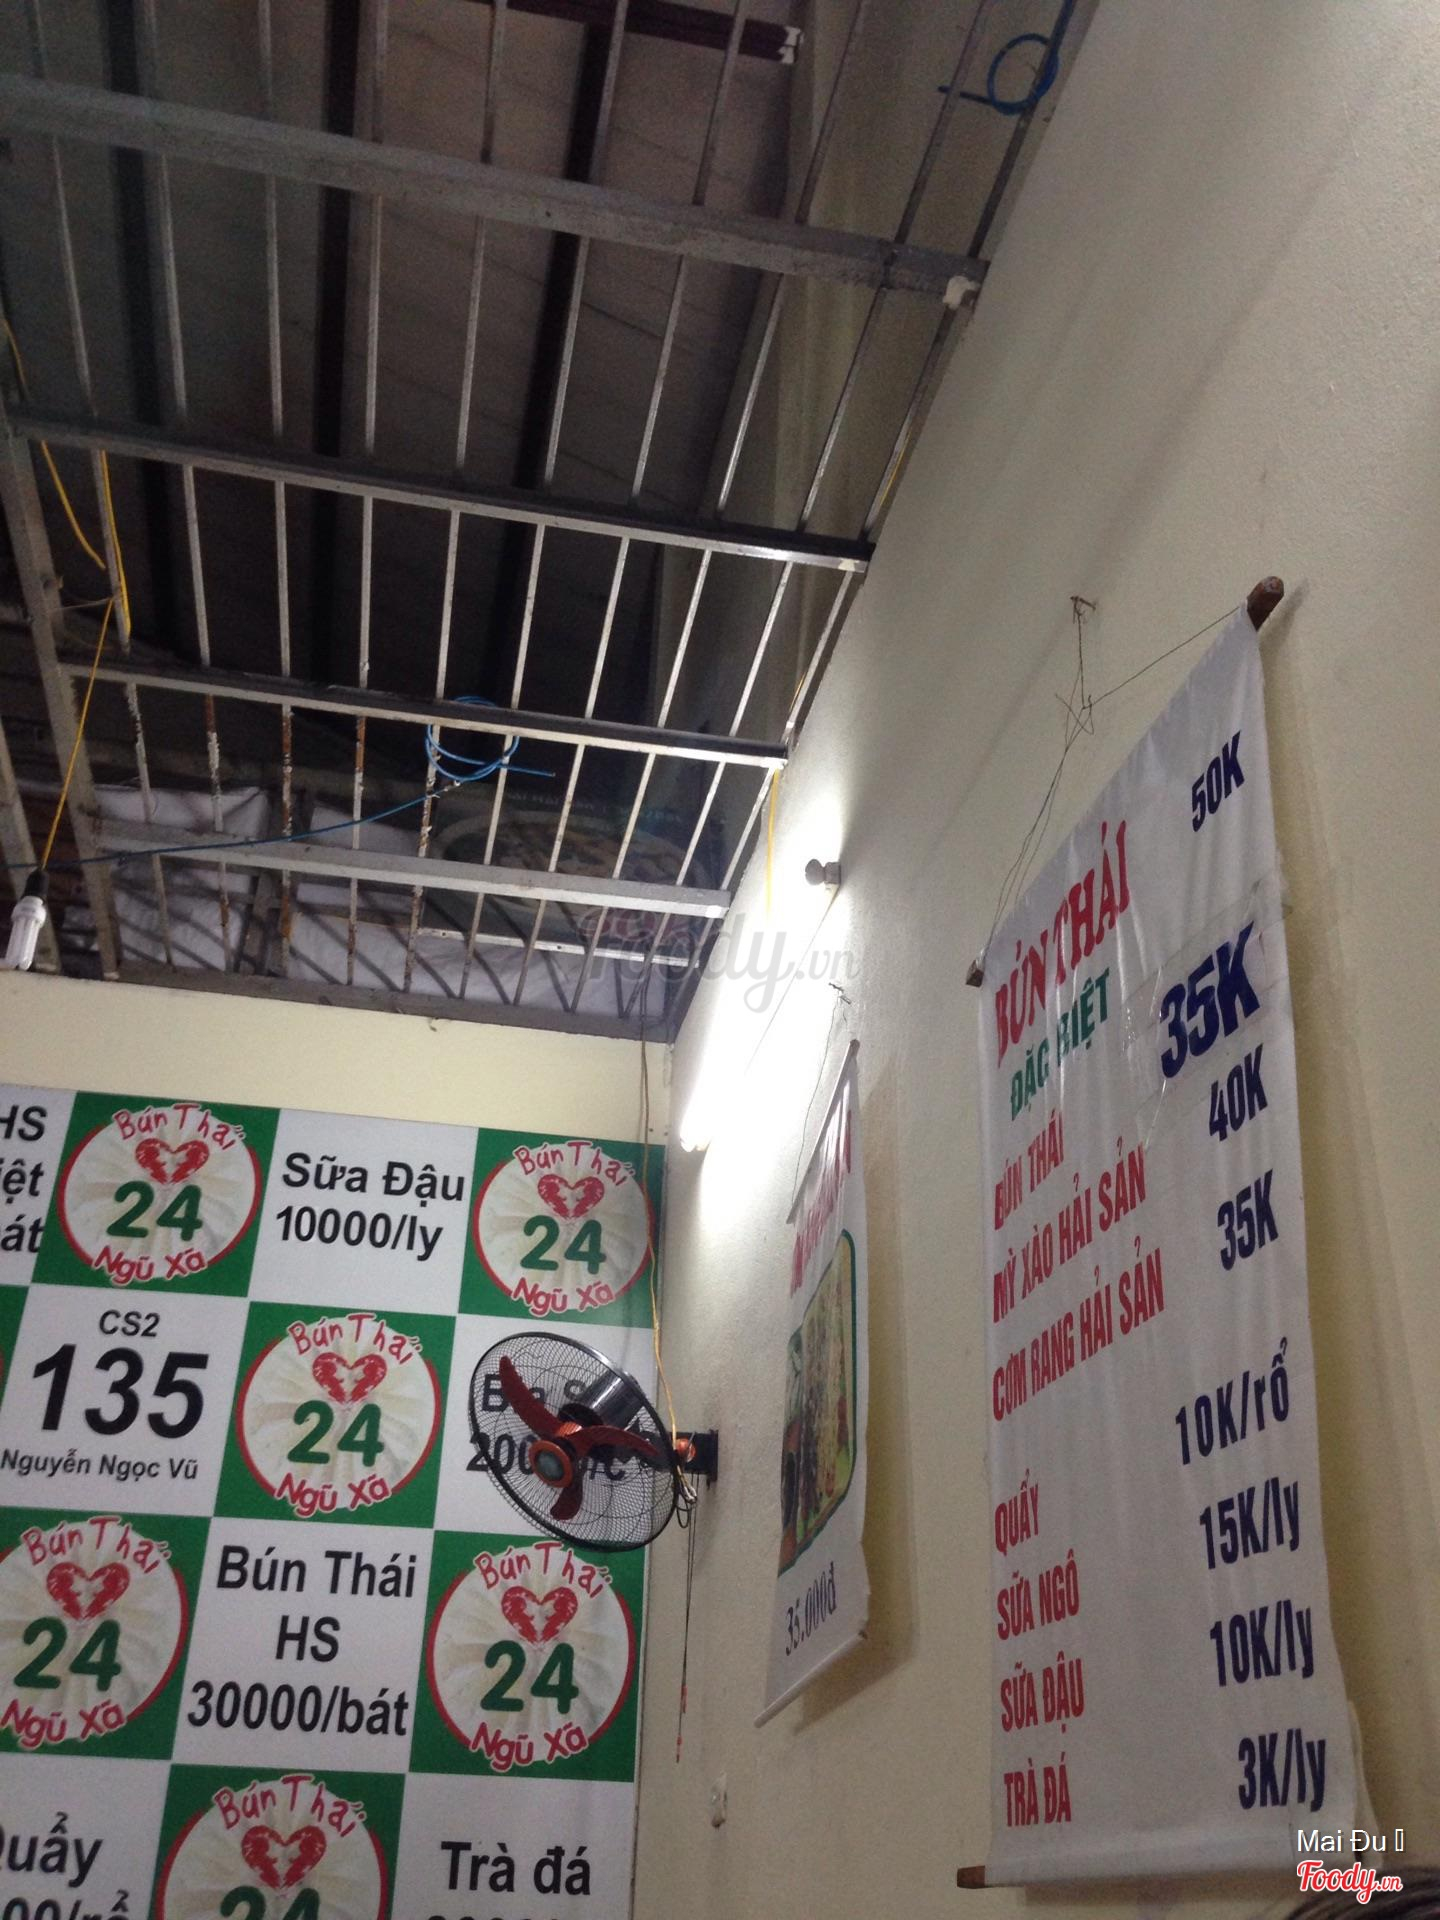 HS
iệt
át
Bún Thái
24
Ngũ Xá
Sữa Đậu
10000/ly
Bún Thái
24
Ngũ Xá
CS2
135
Nguyễn Ngọc Vũ
Bún Thái
24
Ngũ Xá
Bún Thái
24
Ngũ Xá
Bún Thái
HS
30000/bát
Bún Thái
24
Ngũ Xá
Quẩy
00/rổ
Bún Thái
24
Trà đá
35.000đ
BÚN THÁI 50K
ĐẶC BIỆT
BÚN THÁI 35K
MỲ XÀO HẢI SẢN 40K
CƠM RANG HẢI SẢN 35K
QUẨY 10K/rổ
SỮA NGÔ 15K/ly
SỮA ĐẬU 10K/ly
TRÀ ĐÁ 3K/ly
foody.vn
Mai Đu
Foody.vn